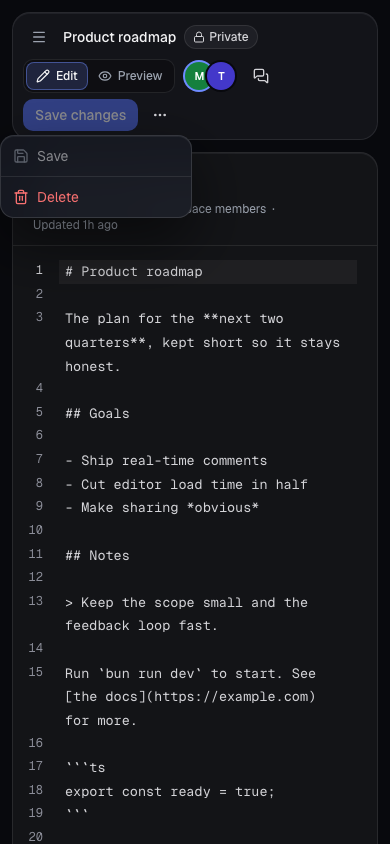 Product roadmap Private
Edit Preview M T
Save changes ...
Save
Delete
ace members ·
Updated 1h ago
1 # Product roadmap
2
3 The plan for the **next two
quarters**, kept short so it stays
honest.
4
5 ## Goals
6
7 - Ship real-time comments
8 - Cut editor load time in half
9 - Make sharing *obvious*
10
11 ## Notes
12
13 > Keep the scope small and the
feedback loop fast.
14
15 Run `bun run dev` to start. See
[the docs](https://example.com)
for more.
16
17 ```ts
18 export const ready = true;
19 ```
20